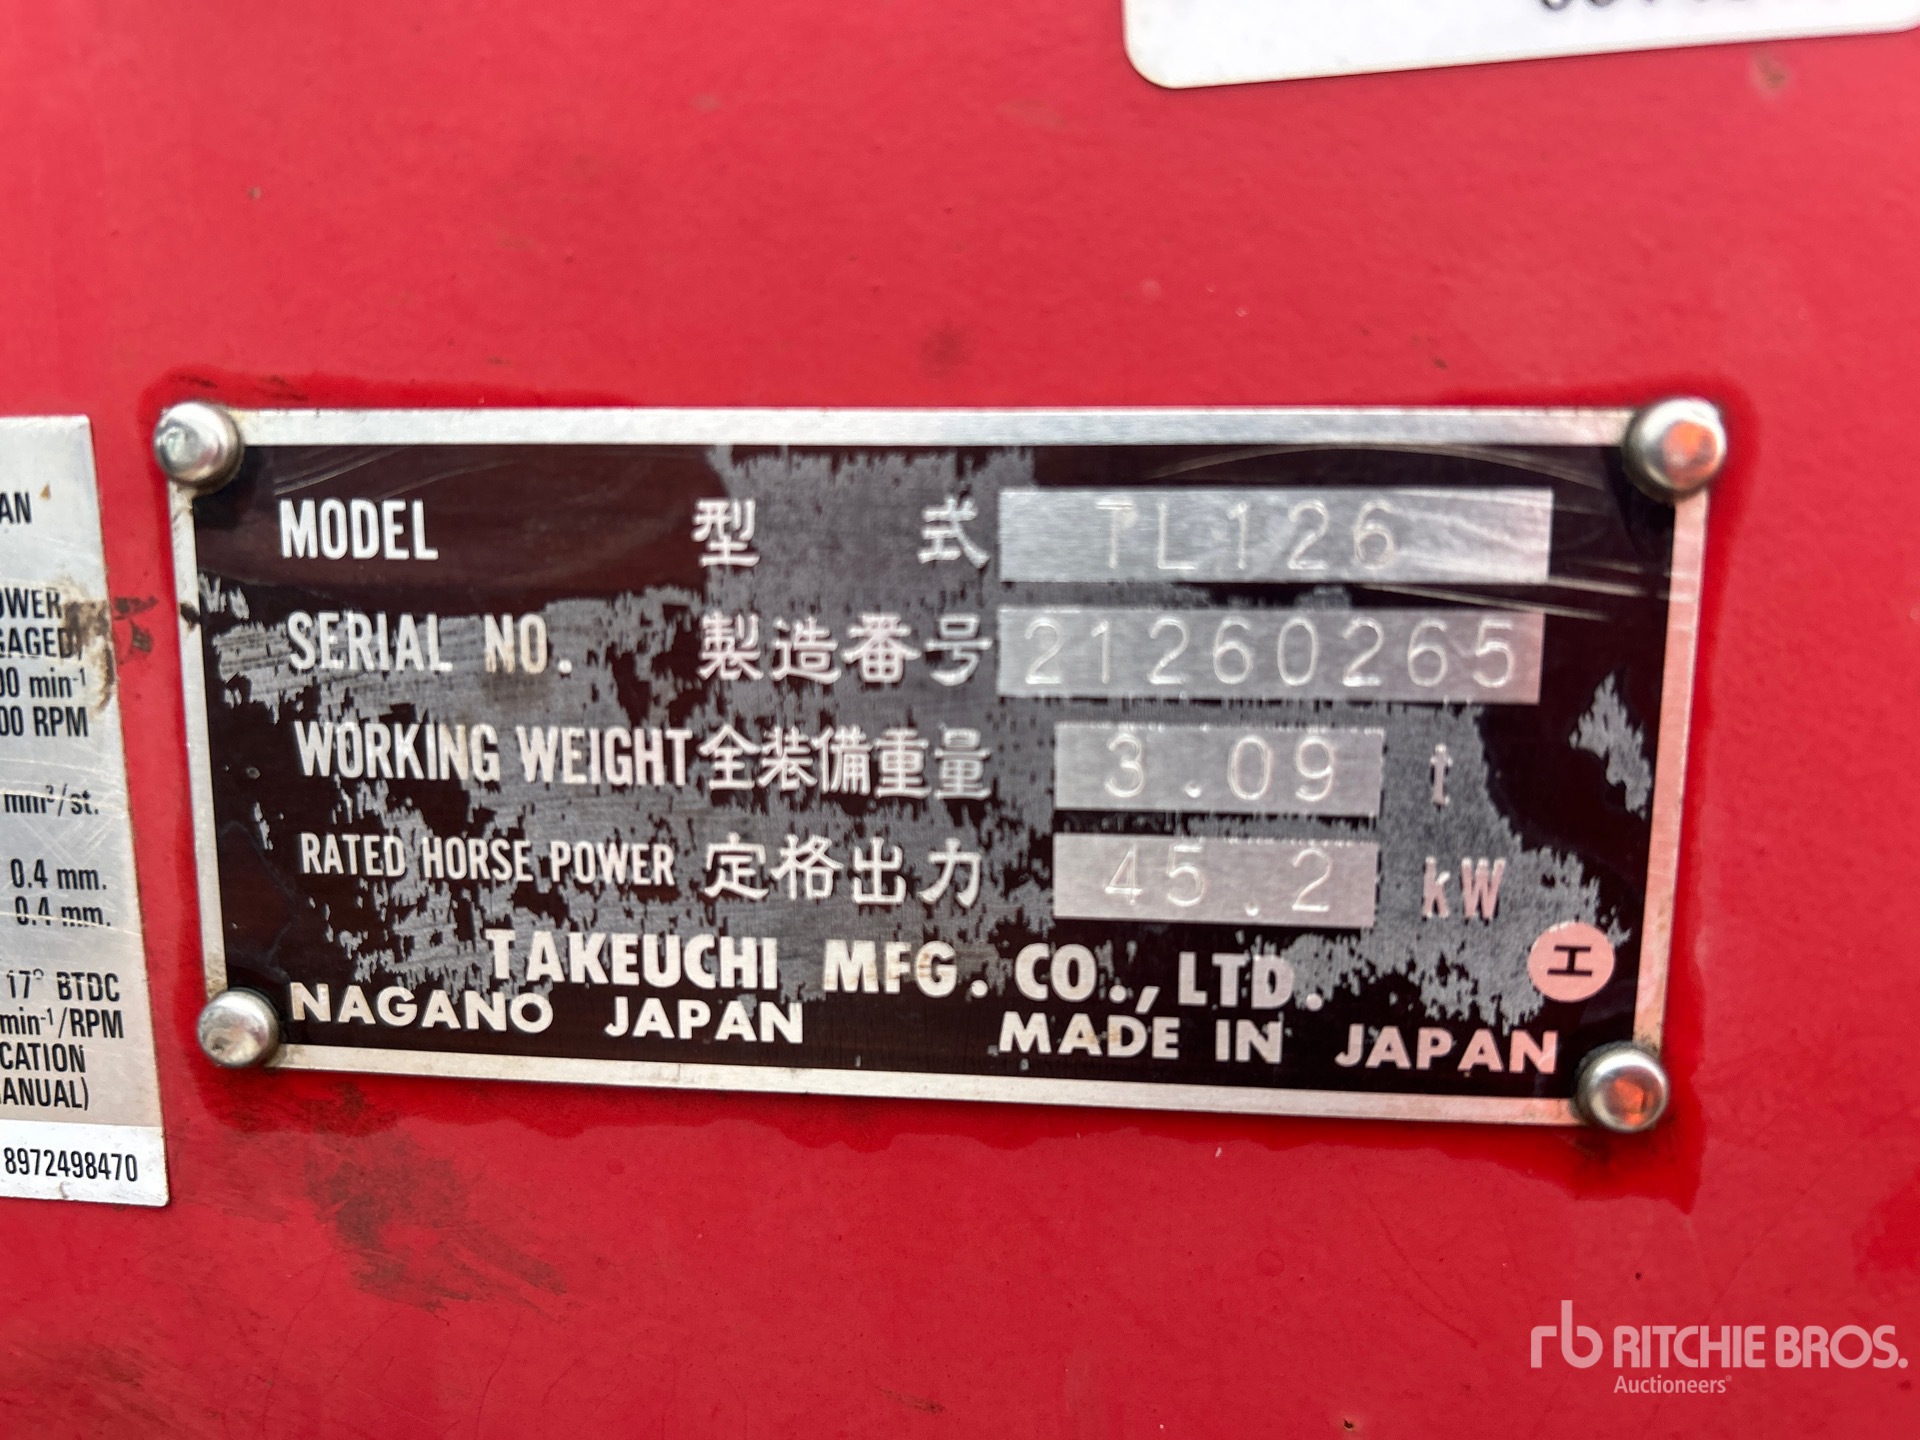 AN
OWER
GAGED)
00 min-1
00 RPM
mm³/st.
0.4 mm.
0.4 mm.
17° BTDC
min-1/RPM
CATION
MANUAL)
8972498470
MODEL 型 式 TL126
SERIAL NO. 製造番号 21260265
WORKING WEIGHT 全装備重量 3.09 t
RATED HORSE POWER 定格出力 45.2 kW
TAKEUCHI MFG. CO., LTD.
NAGANO JAPAN MADE IN JAPAN
rb RITCHIE BROS.
Auctioneers®